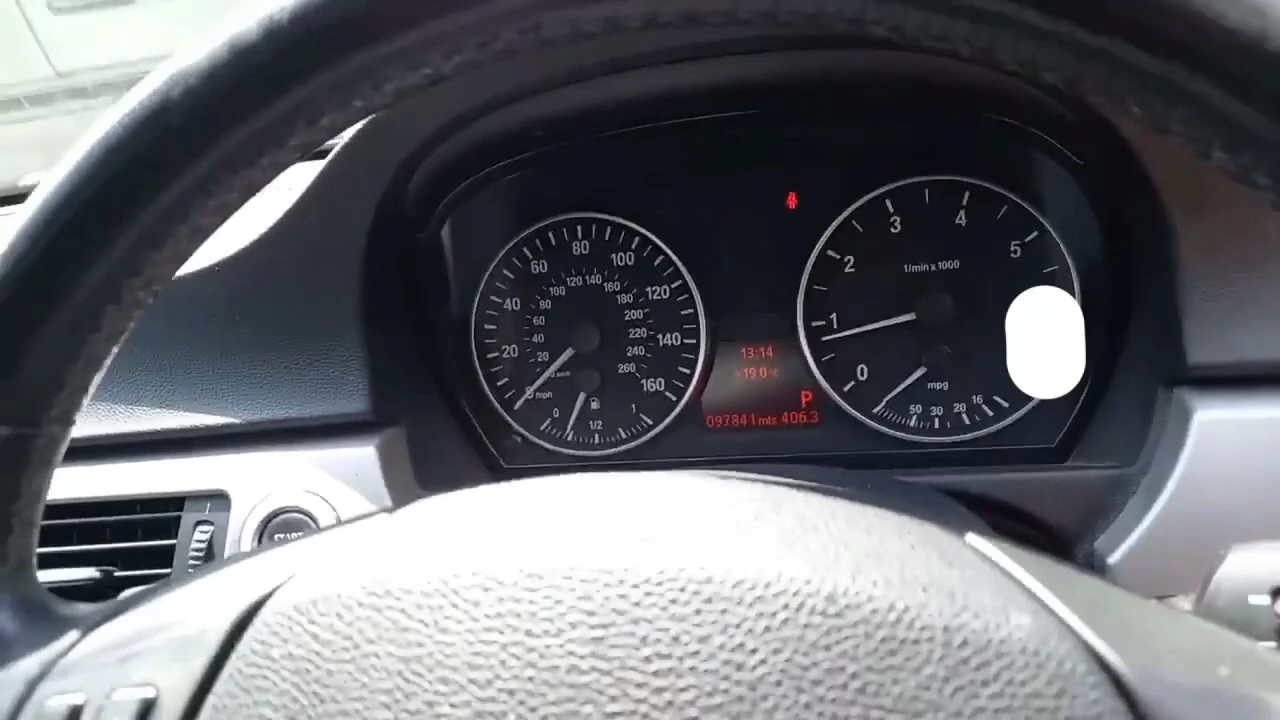 20 40 60 80 100 120 140 160
20 40 60 80 100 120 140 160 180 200 220 240 260
0 mph
0 1/2 1
13:14
+19.0 °C
P
097841 mls 406.3
0 1 2 3 4 5
1/min x 1000
mpg
50 30 20 16
START